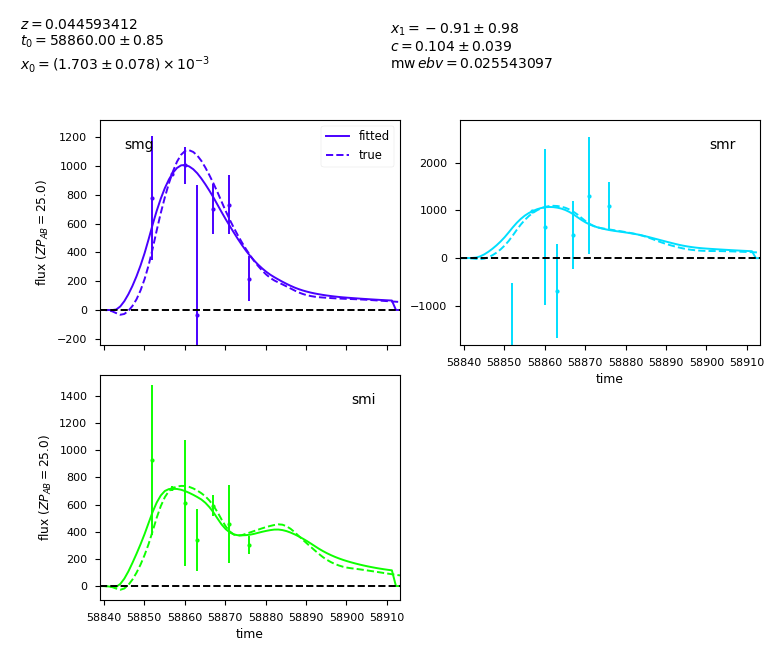 z = 0.044593412
t₀ = 58860.00 ± 0.85
x₀ = (1.703 ± 0.078) × 10⁻³
x₁ = −0.91 ± 0.98
c = 0.104 ± 0.039
mw ebv = 0.025543097
smg
fitted
true
flux (ZP_AB = 25.0)
1200
1000
800
600
400
200
0
−200
smr
2000
1000
0
−1000
58840 58850 58860 58870 58880 58890 58900 58910
time
smi
flux (ZP_AB = 25.0)
1400
1200
1000
800
600
400
200
0
58840 58850 58860 58870 58880 58890 58900 58910
time